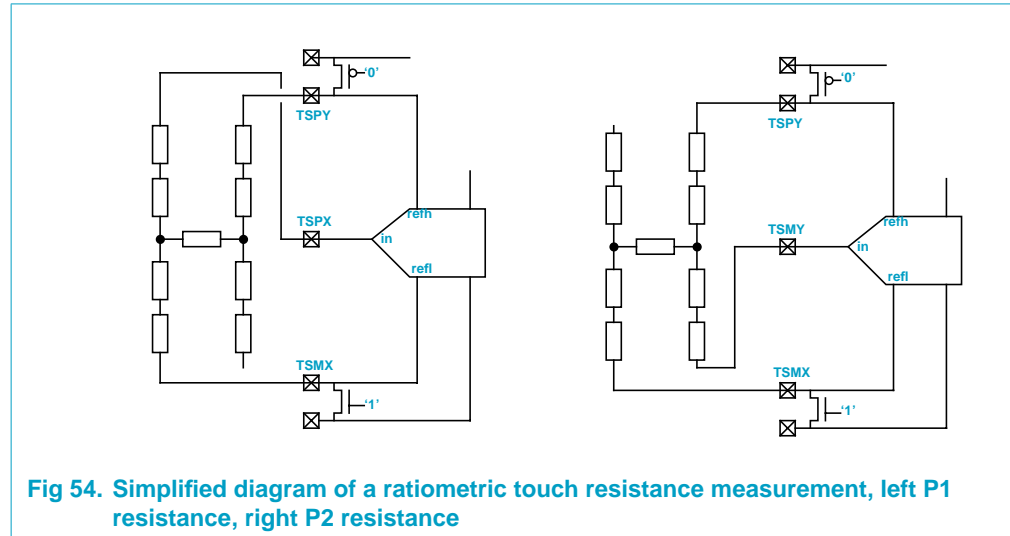 '0'
TSPY
TSPX
refh
in
refl
TSMX
'1'
'0'
TSPY
TSMY
refh
in
refl
TSMX
'1'
Fig 54. Simplified diagram of a ratiometric touch resistance measurement, left P1
resistance, right P2 resistance